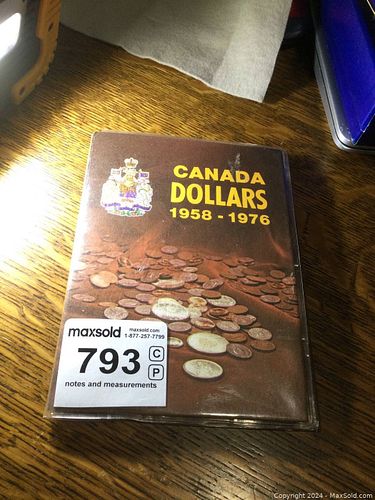 CANADA
DOLLARS
1958 - 1976
maxsold maxsold.com
1-877-257-7799
793 C
P
notes and measurements
Copyright 2024 - MaxSold.com